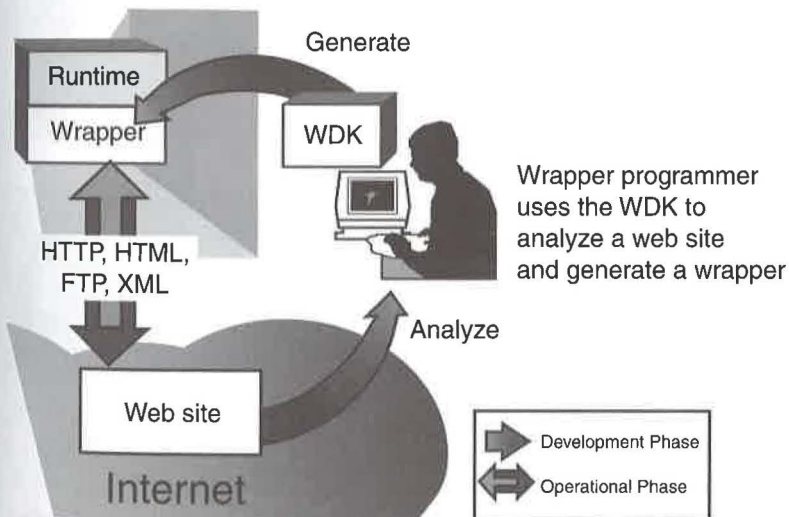 Generate
Runtime
Wrapper
WDK
Wrapper programmer
uses the WDK to
analyze a web site
and generate a wrapper
HTTP, HTML,
FTP, XML
Analyze
Web site
Internet
Development Phase
Operational Phase